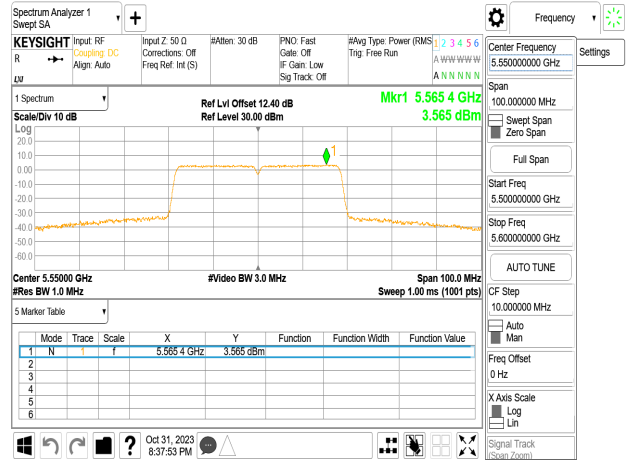 Spectrum Analyzer 1
Swept SA
Frequency
Settings
KEYSIGHT
R
Input: RF
Coupling: DC
Align: Auto
Input Z: 50 Ω
Corrections: Off
Freq Ref: Int (S)
#Atten: 30 dB
PNO: Fast
Gate: Off
IF Gain: Low
Sig Track: Off
#Avg Type: Power (RMS
Trig: Free Run
1 2 3 4 5 6
A W W W W W
A N N N N N
1 Spectrum
Scale/Div 10 dB
Ref Lvl Offset 12.40 dB
Ref Level 30.00 dBm
Mkr1 5.565 4 GHz
3.565 dBm
Log
20.0
10.0
0.00
-10.0
-20.0
-30.0
-40.0
-50.0
-60.0
1
Center 5.55000 GHz
#Res BW 1.0 MHz
#Video BW 3.0 MHz
Span 100.0 MHz
Sweep 1.00 ms (1001 pts)
5 Marker Table
Mode Trace Scale X Y Function Function Width Function Value
1 N 1 f 5.565 4 GHz 3.565 dBm
2
3
4
5
6
Center Frequency
5.550000000 GHz
Span
100.000000 MHz
Swept Span
Zero Span
Full Span
Start Freq
5.500000000 GHz
Stop Freq
5.600000000 GHz
AUTO TUNE
CF Step
10.000000 MHz
Auto
Man
Freq Offset
0 Hz
X Axis Scale
Log
Lin
Signal Track
(Span Zoom)
?
Oct 31, 2023
8:37:53 PM